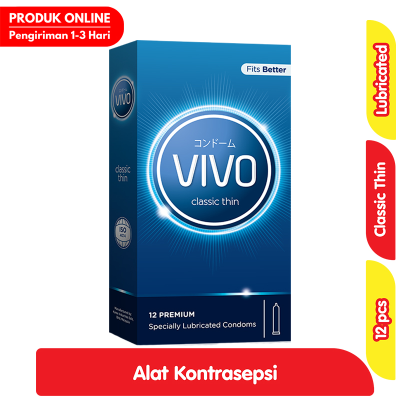 PRODUK ONLINE
Pengiriman 1-3 Hari
Fits Better
コンドーム
VIVO
classic thin
classic thin
VIVO
12 PREMIUM
Specially Lubricated Condoms
Lubricated
Classic Thin
12 pcs
Alat Kontrasepsi